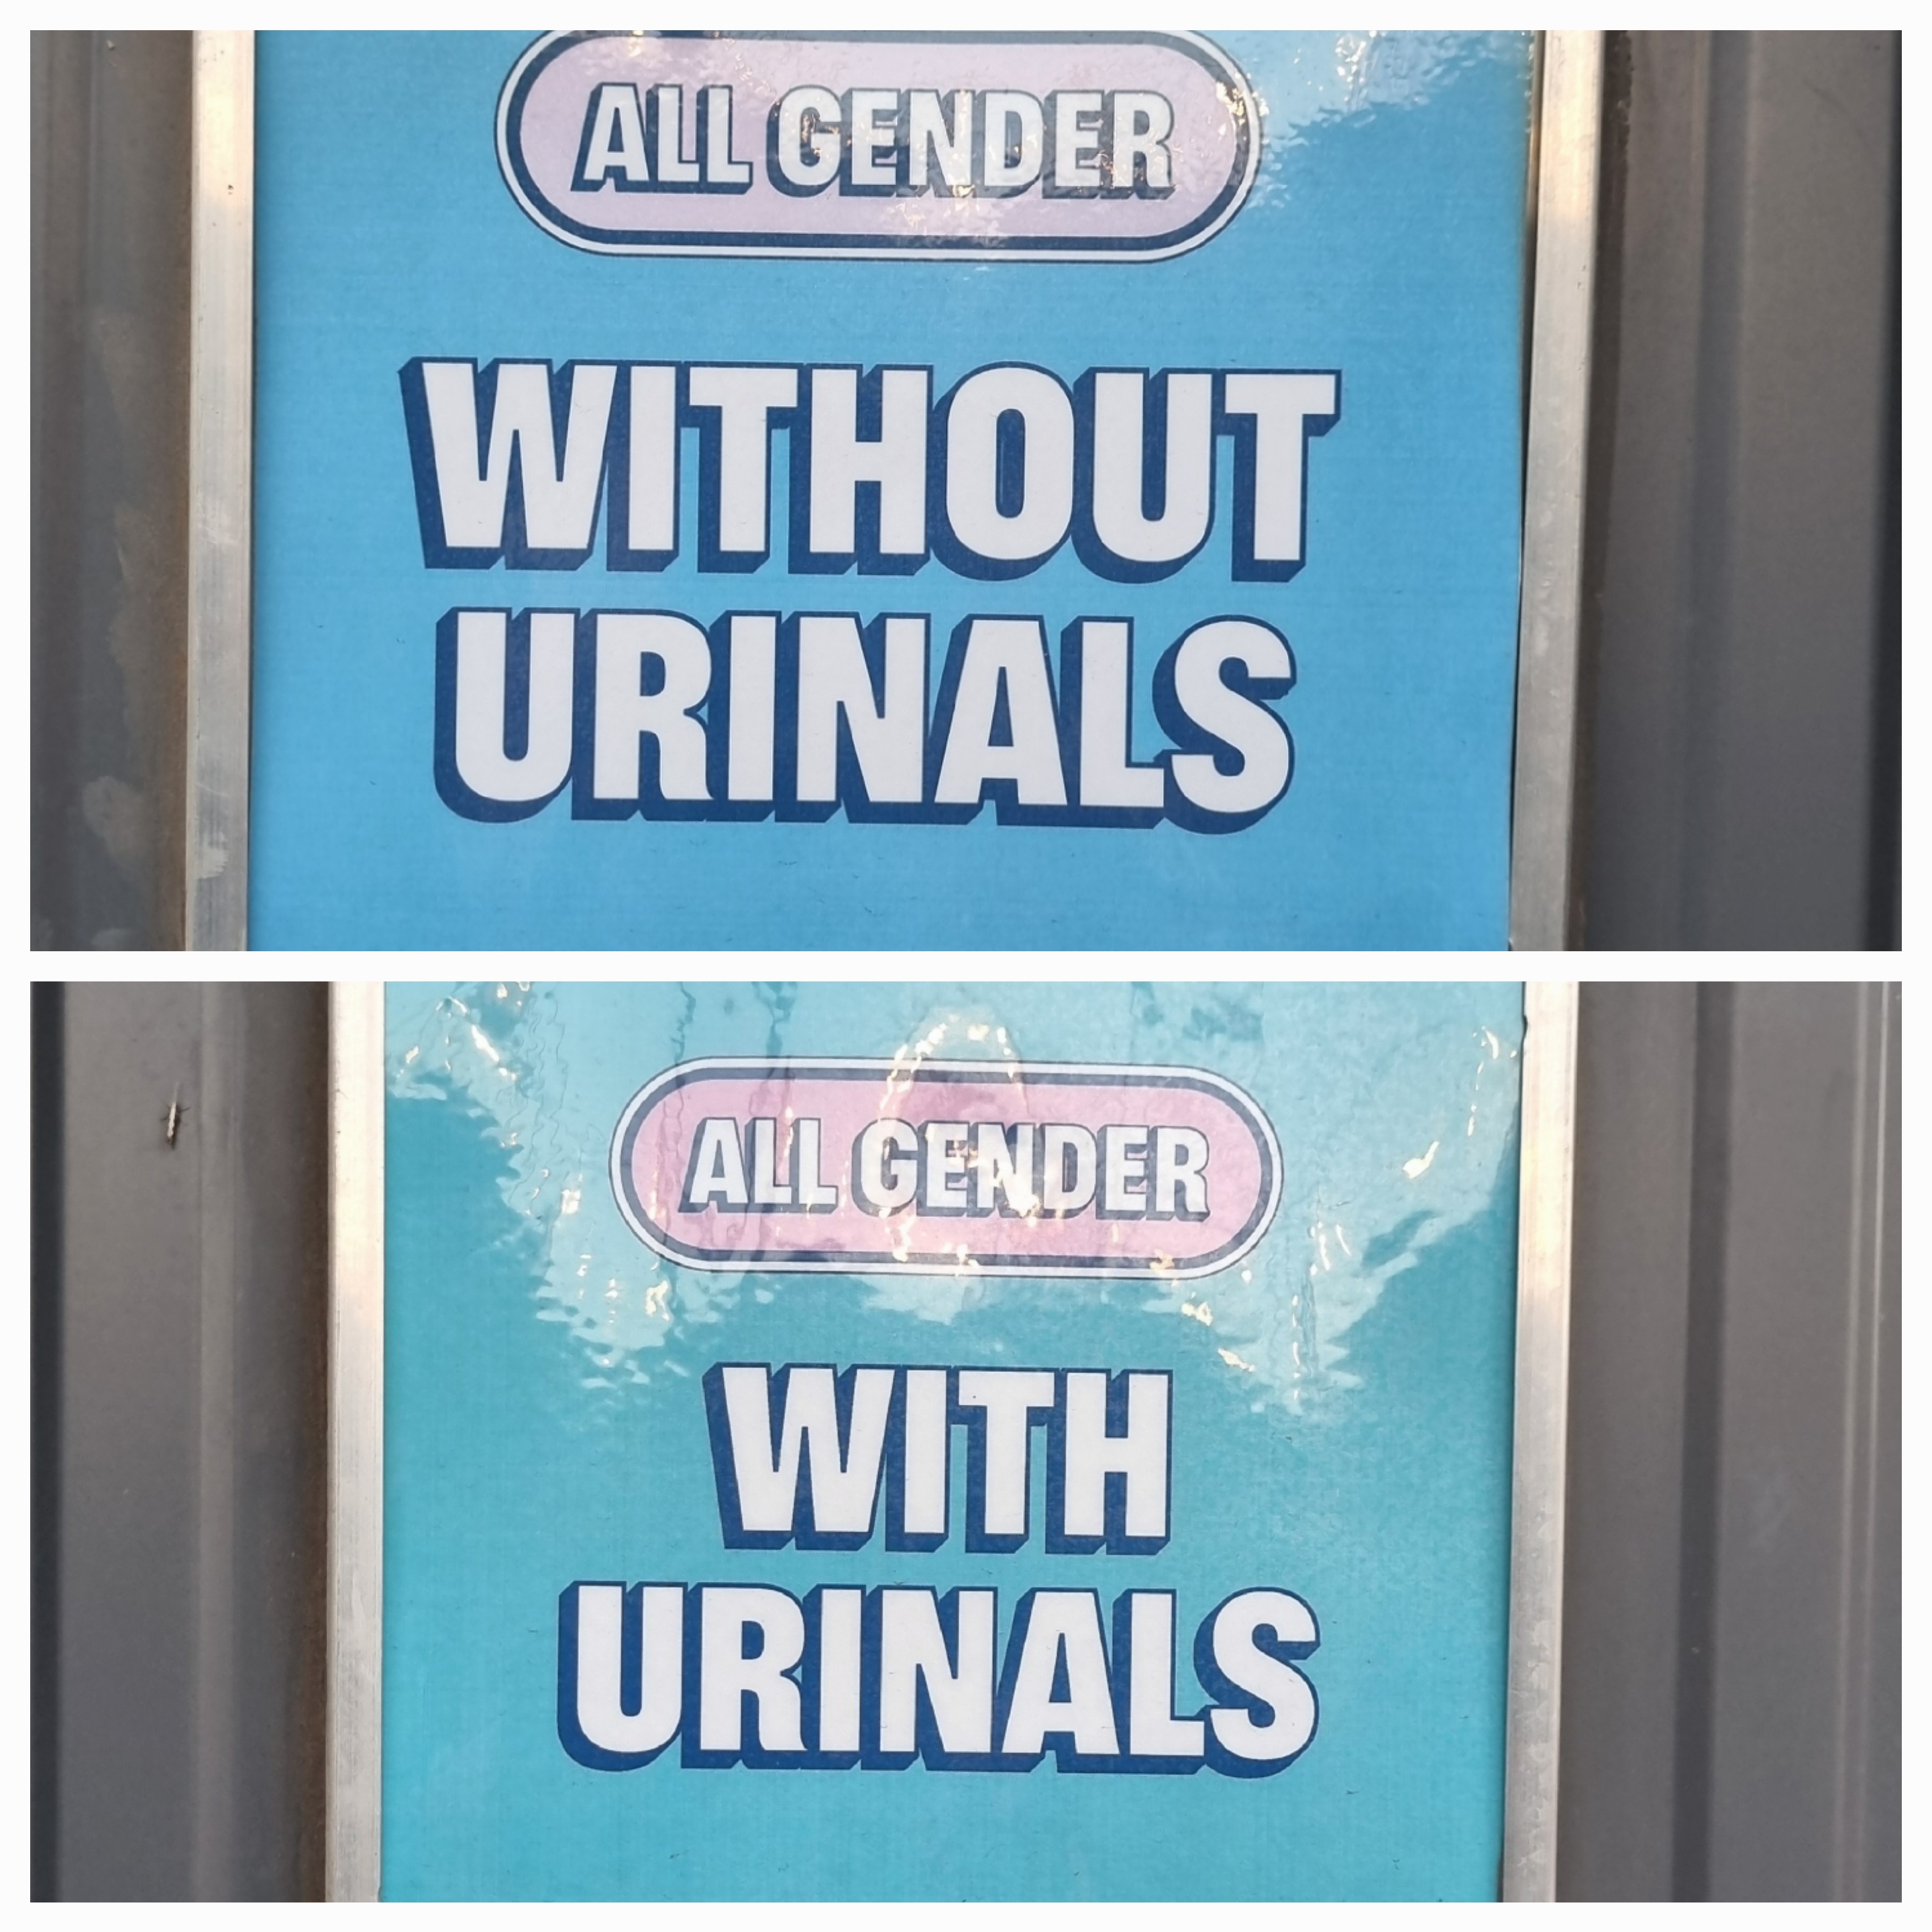 ALL GENDER
WITHOUT
URINALS
ALL GENDER
WITH
URINALS